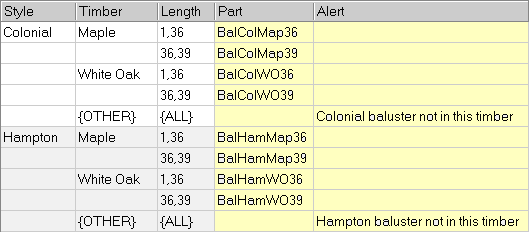 Style Timber Length Part Alert
Colonial Maple 1,36 BalColMap36
36,39 BalColMap39
White Oak 1,36 BalColWO36
36,39 BalColWO39
{OTHER} {ALL} Colonial baluster not in this timber
Hampton Maple 1,36 BalHamMap36
36,39 BalHamMap39
White Oak 1,36 BalHamWO36
36,39 BalHamWO39
{OTHER} {ALL} Hampton baluster not in this timber